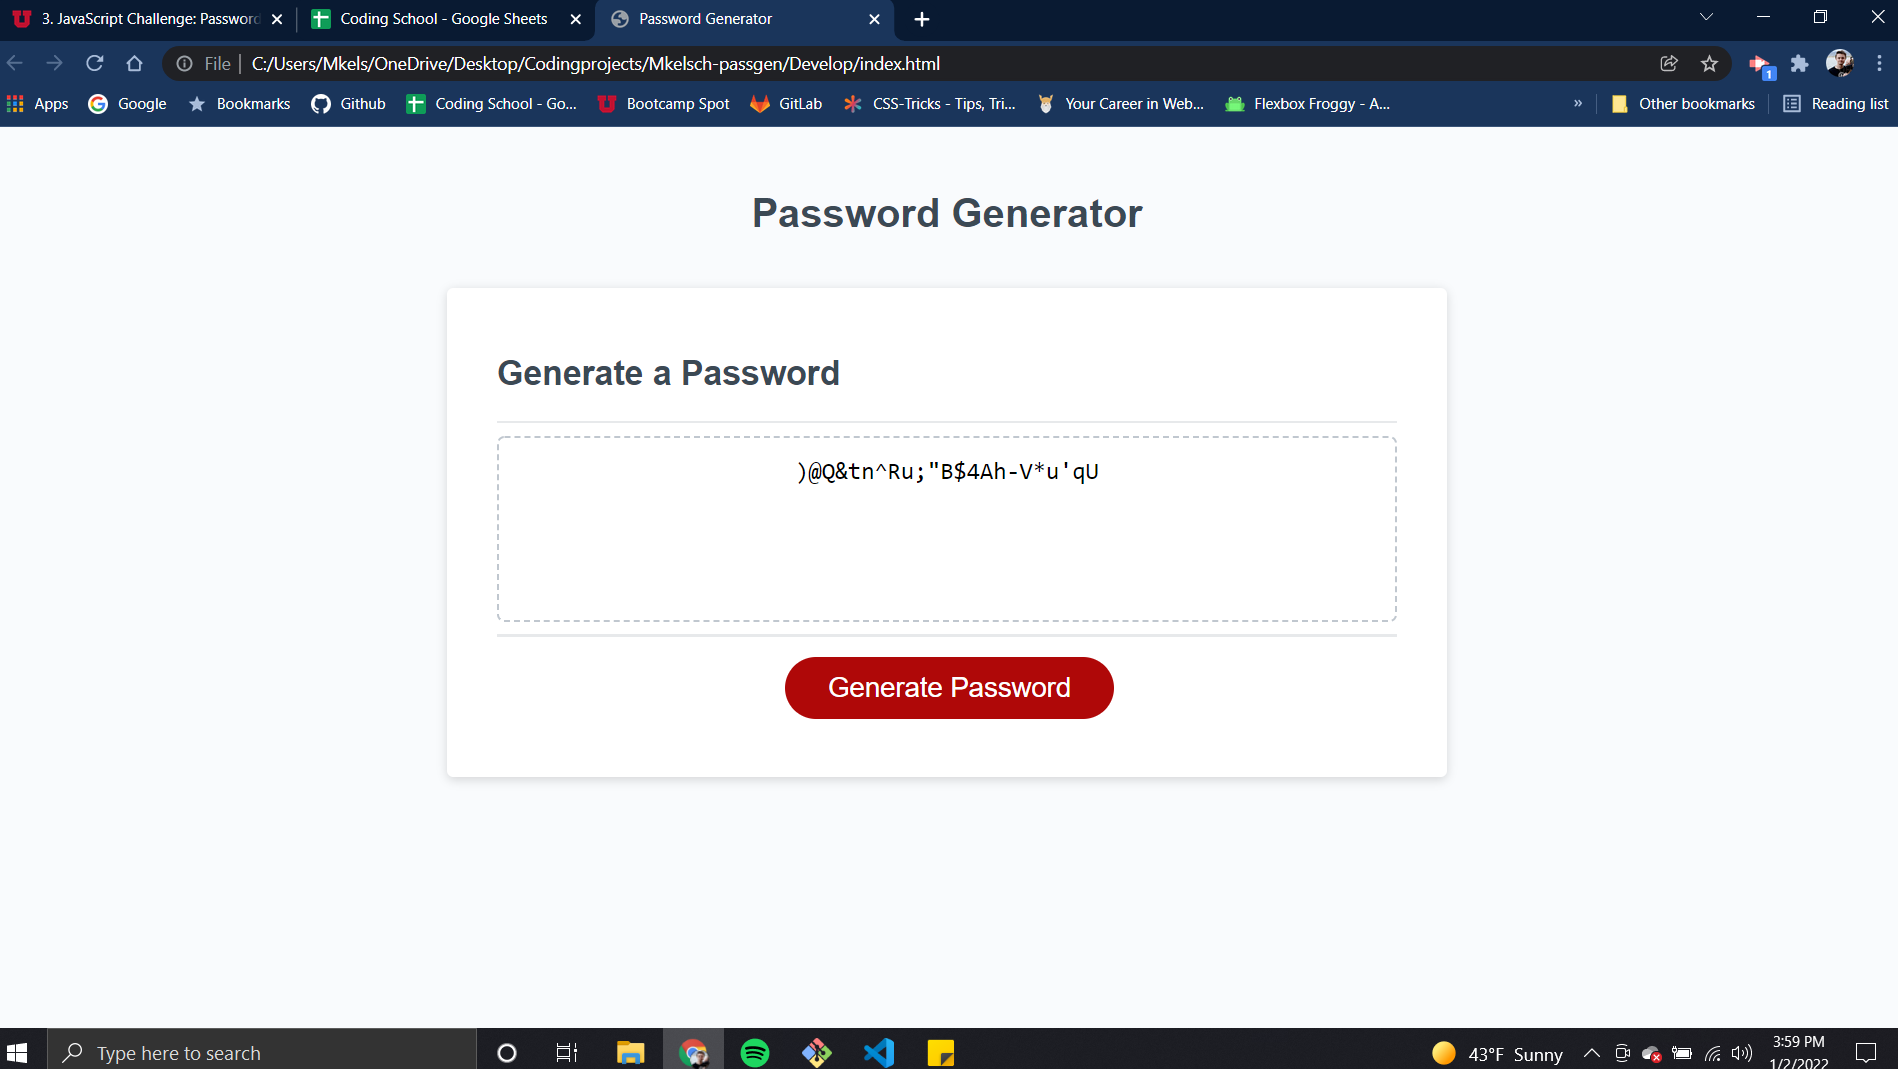 3. JavaScript Challenge: Password
Coding School - Google Sheets
Password Generator
File
C:/Users/Mkels/OneDrive/Desktop/Codingprojects/Mkelsch-passgen/Develop/index.html
1
Apps
Google
Bookmarks
Github
Coding School - Go...
Bootcamp Spot
GitLab
CSS-Tricks - Tips, Tri...
Your Career in Web...
Flexbox Froggy - A...
»
Other bookmarks
Reading list
Password Generator
Generate a Password
)@Q&tn^Ru;"B$4Ah-V*u'qU
Generate Password
Type here to search
43°F Sunny
3:59 PM
1/2/2022